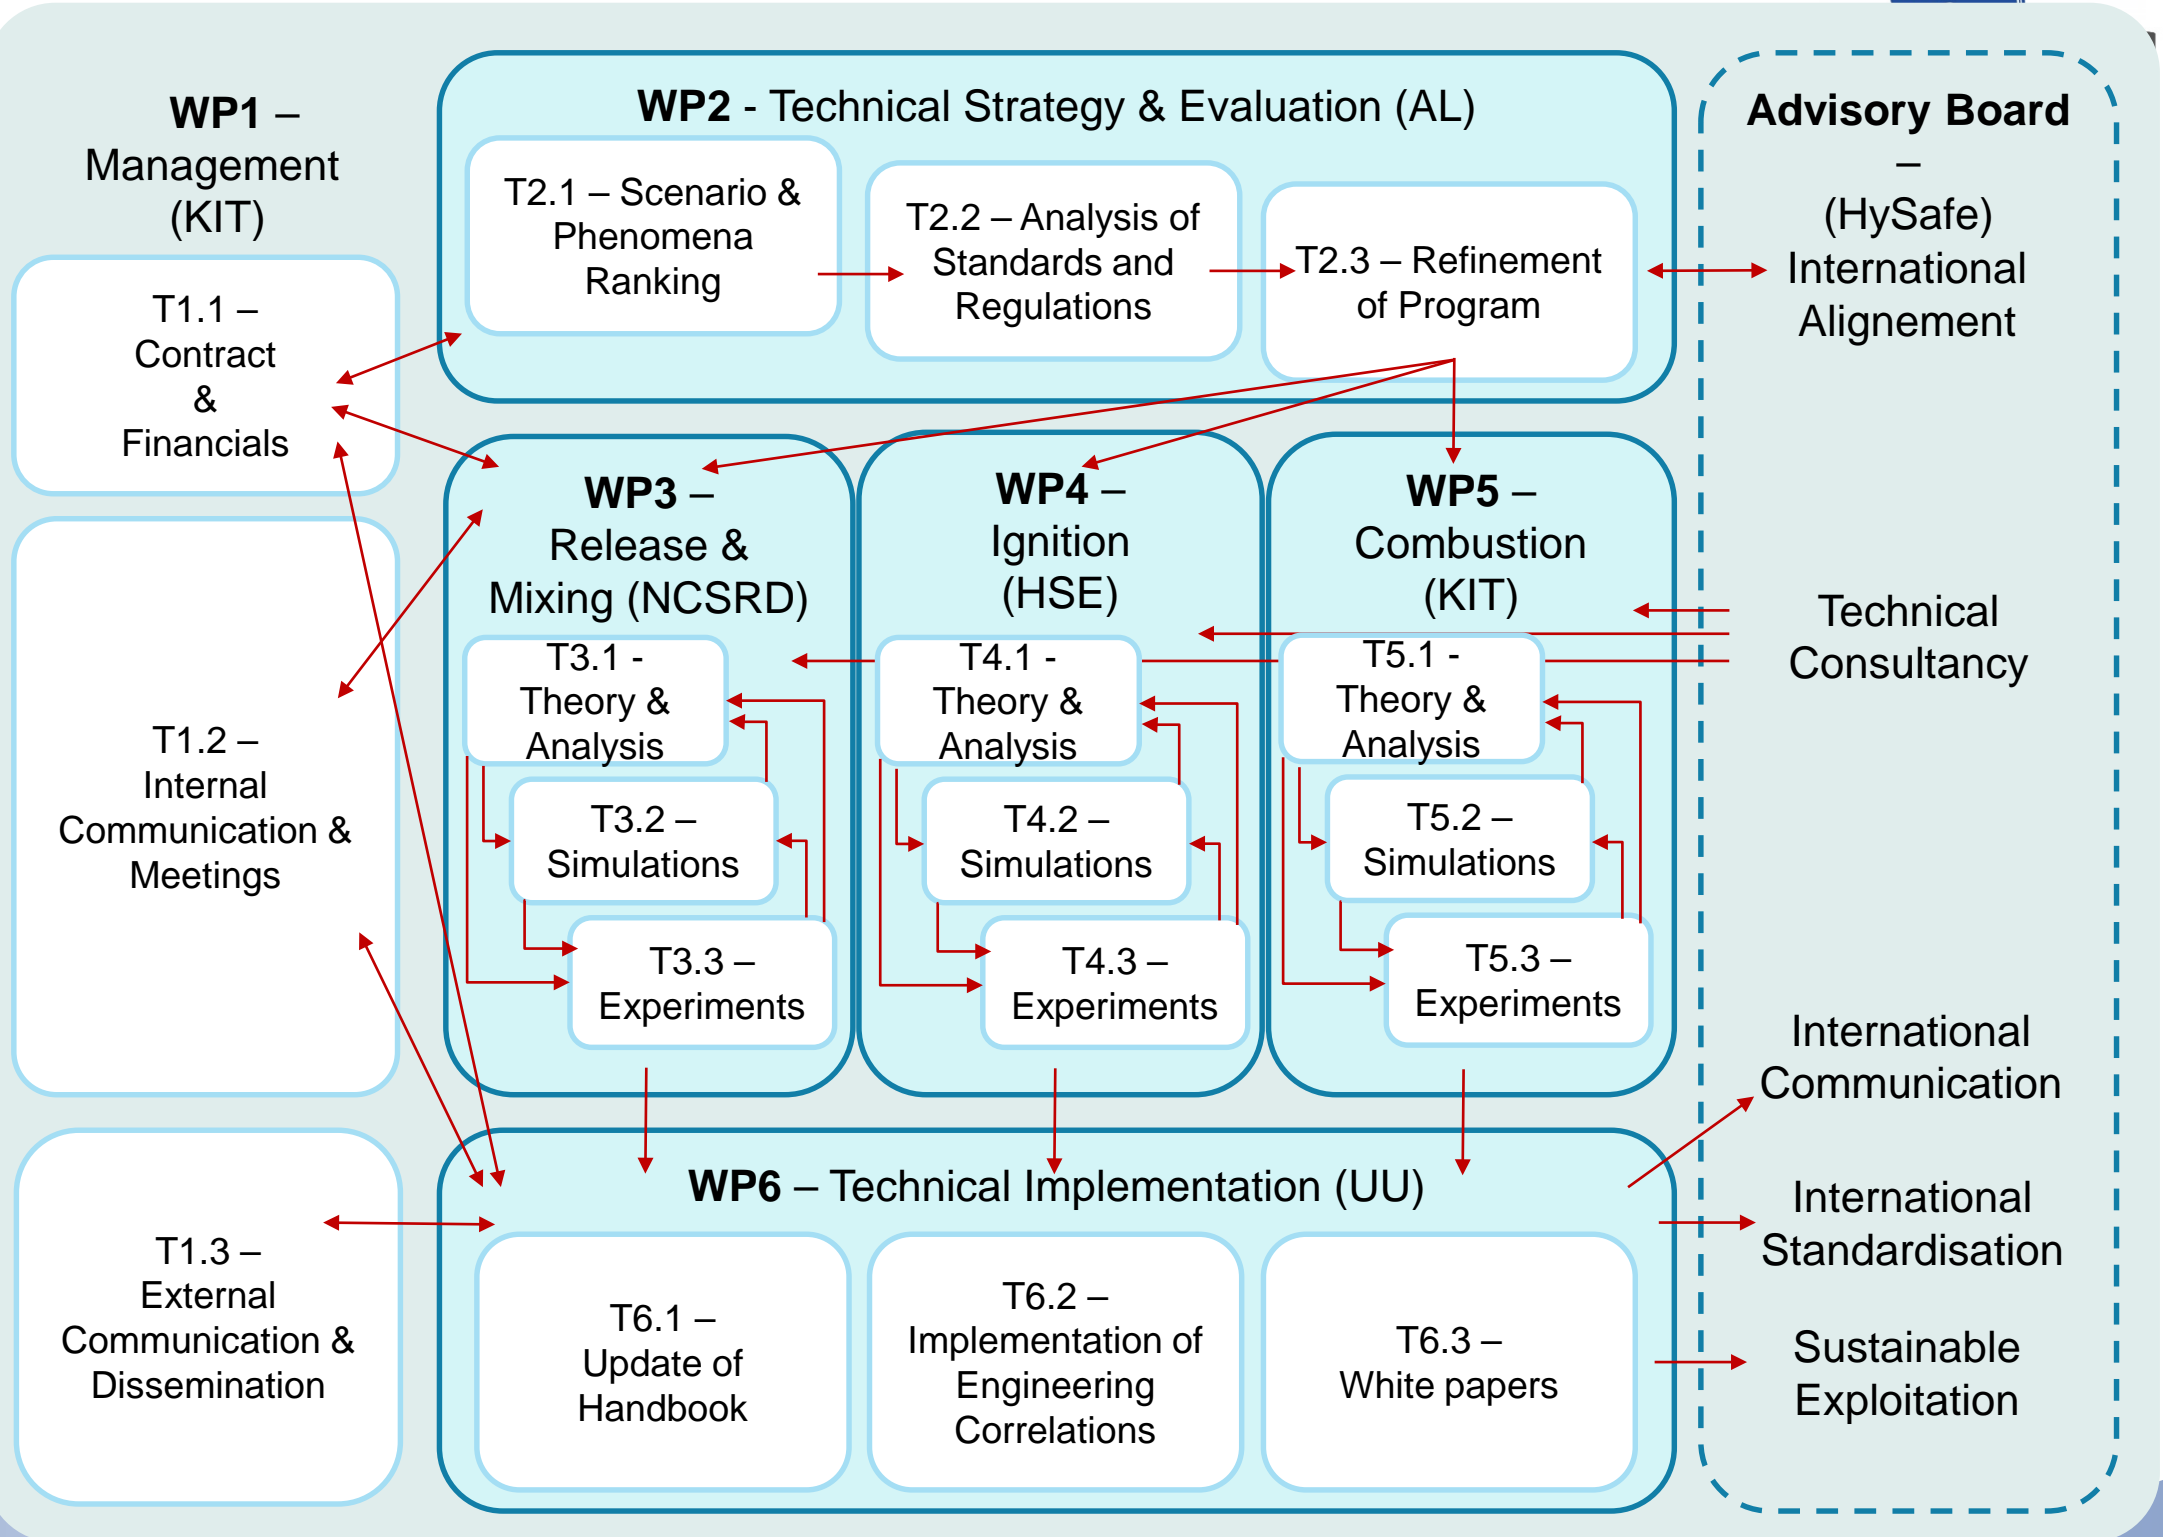 WP1 –
Management
(KIT)
T1.1 –
Contract
&
Financials
T1.2 –
Internal
Communication &
Meetings
T1.3 –
External
Communication &
Dissemination
WP2 - Technical Strategy & Evaluation (AL)
T2.1 – Scenario &
Phenomena
Ranking
T2.2 – Analysis of
Standards and
Regulations
T2.3 – Refinement
of Program
WP3 –
Release &
Mixing (NCSRD)
T3.1 -
Theory &
Analysis
T3.2 –
Simulations
T3.3 –
Experiments
WP4 –
Ignition
(HSE)
T4.1 -
Theory &
Analysis
T4.2 –
Simulations
T4.3 –
Experiments
WP5 –
Combustion
(KIT)
T5.1 -
Theory &
Analysis
T5.2 –
Simulations
T5.3 –
Experiments
WP6 – Technical Implementation (UU)
T6.1 –
Update of
Handbook
T6.2 –
Implementation of
Engineering
Correlations
T6.3 –
White papers
Advisory Board
–
(HySafe)
International
Alignement
Technical
Consultancy
International
Communication
International
Standardisation
Sustainable
Exploitation